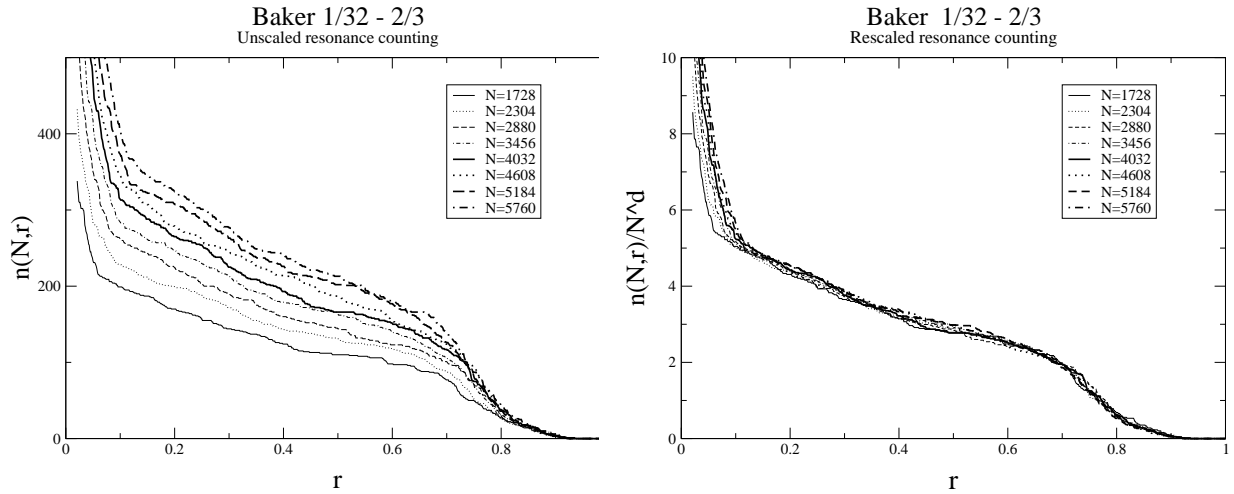 Baker 1/32 - 2/3
Unscaled resonance counting
n(N,r)
400
200
0
0
0.2
0.4
0.6
0.8
r
N=1728
N=2304
N=2880
N=3456
N=4032
N=4608
N=5184
N=5760
Baker 1/32 - 2/3
Rescaled resonance counting
n(N,r)/N^d
10
8
6
4
2
0
0
0.2
0.4
0.6
0.8
1
r
N=1728
N=2304
N=2880
N=3456
N=4032
N=4608
N=5184
N=5760